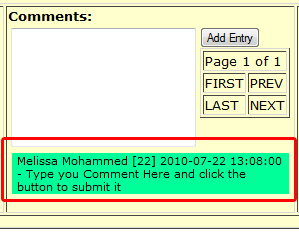 Comments:
Add Entry
Page 1 of 1
FIRST PREV
LAST NEXT
Melissa Mohammed [22] 2010-07-22 13:08:00
- Type you Comment Here and click the
button to submit it